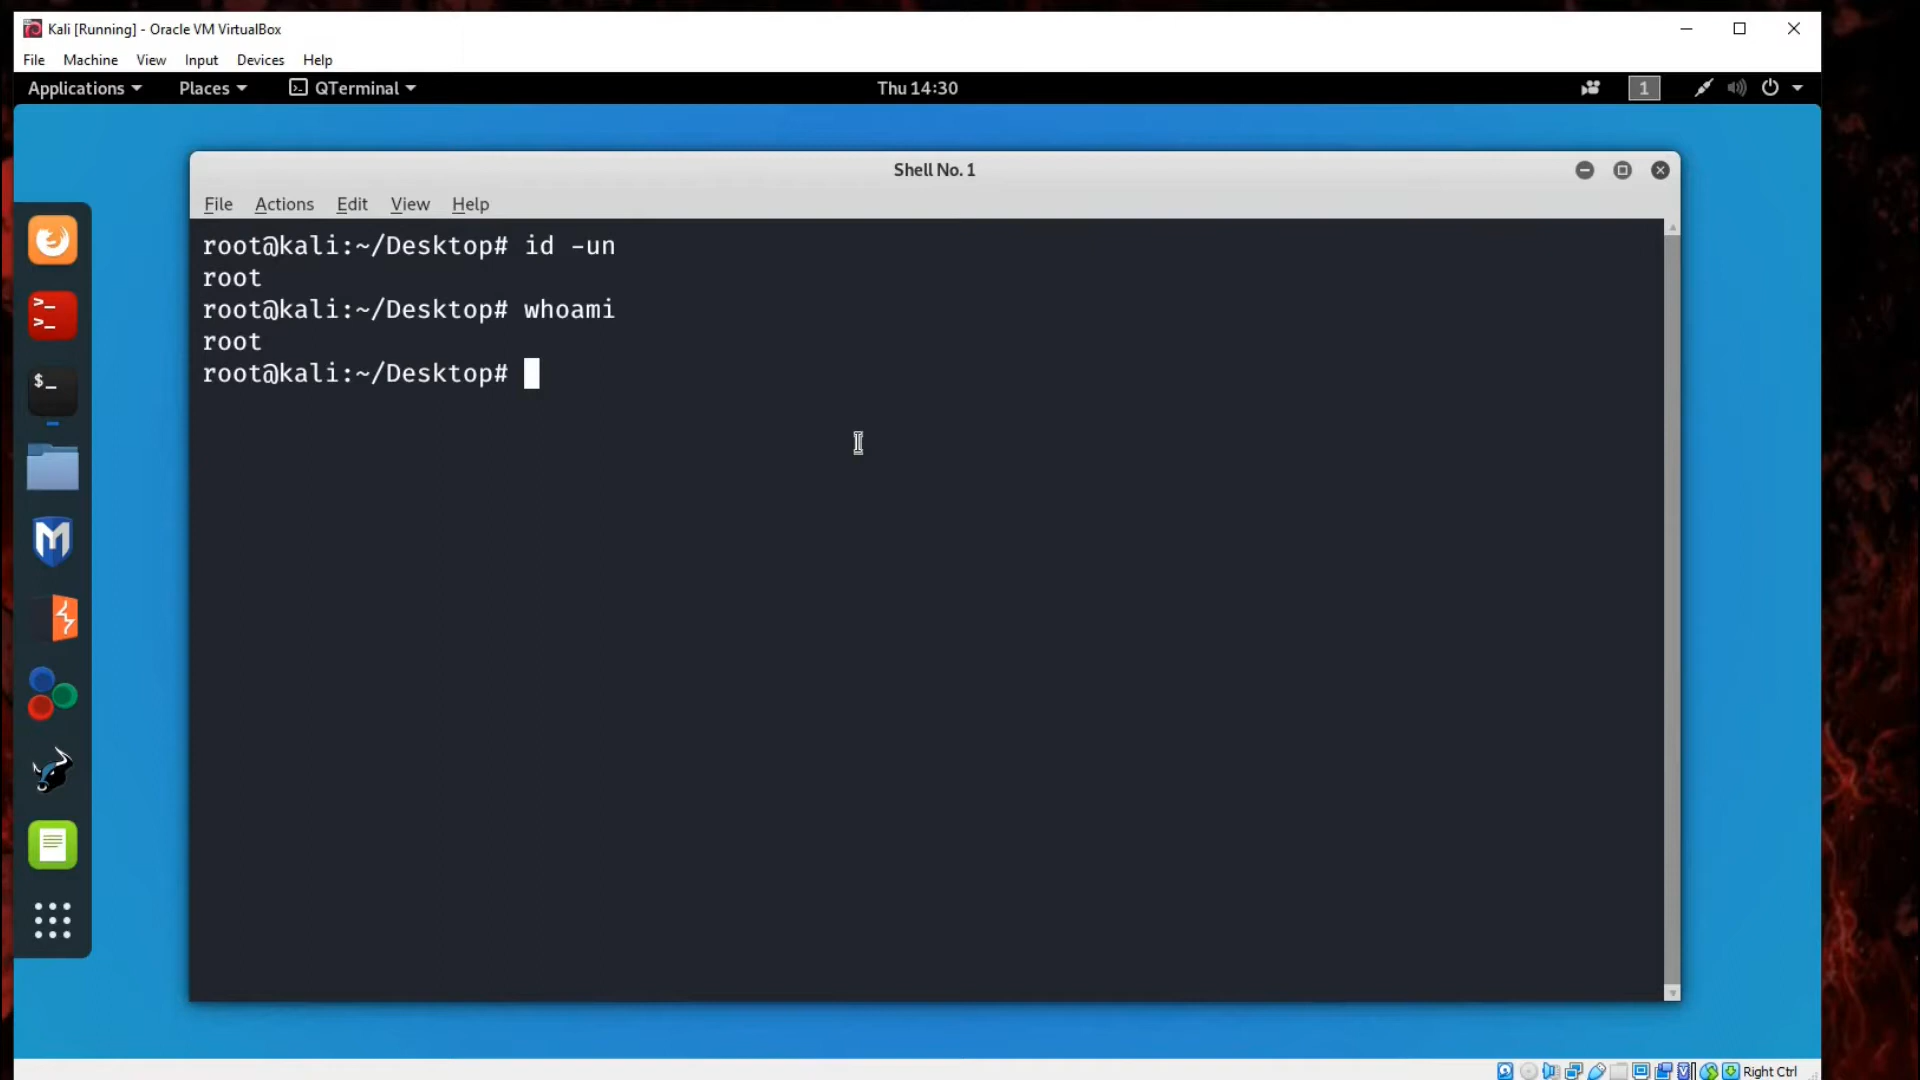 Kali [Running] - Oracle VM VirtualBox
File Machine View Input Devices Help
Applications Places QTerminal Thu 14:30 1
Shell No. 1
File Actions Edit View Help
root@kali:~/Desktop# id -un
root
root@kali:~/Desktop# whoami
root
root@kali:~/Desktop#
>_
>_
$_
M
Right Ctrl